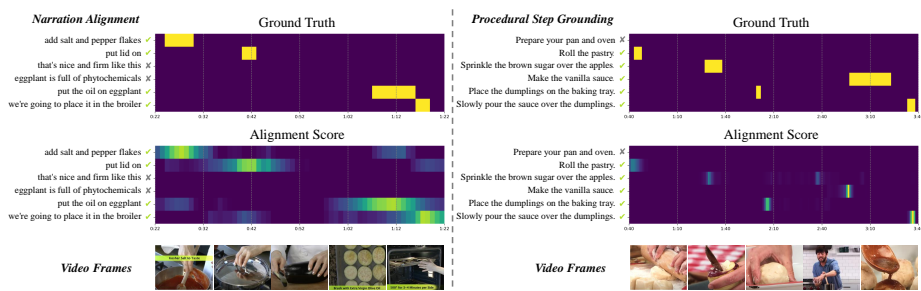 Narration Alignment
Ground Truth
add salt and pepper flakes ✓
put lid on ✓
that's nice and firm like this ✗
eggplant is full of phytochemicals ✗
put the oil on eggplant ✓
we're going to place it in the broiler ✓
0:22 0:32 0:42 0:52 1:02 1:12 1:22
Alignment Score
add salt and pepper flakes ✓
put lid on ✓
that's nice and firm like this ✗
eggplant is full of phytochemicals ✗
put the oil on eggplant ✓
we're going to place it in the broiler ✓
0:22 0:32 0:42 0:52 1:02 1:12 1:22
Video Frames
Procedural Step Grounding
Ground Truth
Prepare your pan and oven ✗
Roll the pastry. ✓
Sprinkle the brown sugar over the apples. ✓
Make the vanilla sauce. ✓
Place the dumplings on the baking tray. ✓
Slowly pour the sauce over the dumplings. ✓
0:40 1:10 1:40 2:10 2:40 3:10 3:4
Alignment Score
Prepare your pan and oven. ✗
Roll the pastry. ✓
Sprinkle the brown sugar over the apples. ✓
Make the vanilla sauce. ✓
Place the dumplings on the baking tray. ✓
Slowly pour the sauce over the dumplings. ✓
0:40 1:10 1:40 2:10 2:40 3:10 3:4
Video Frames